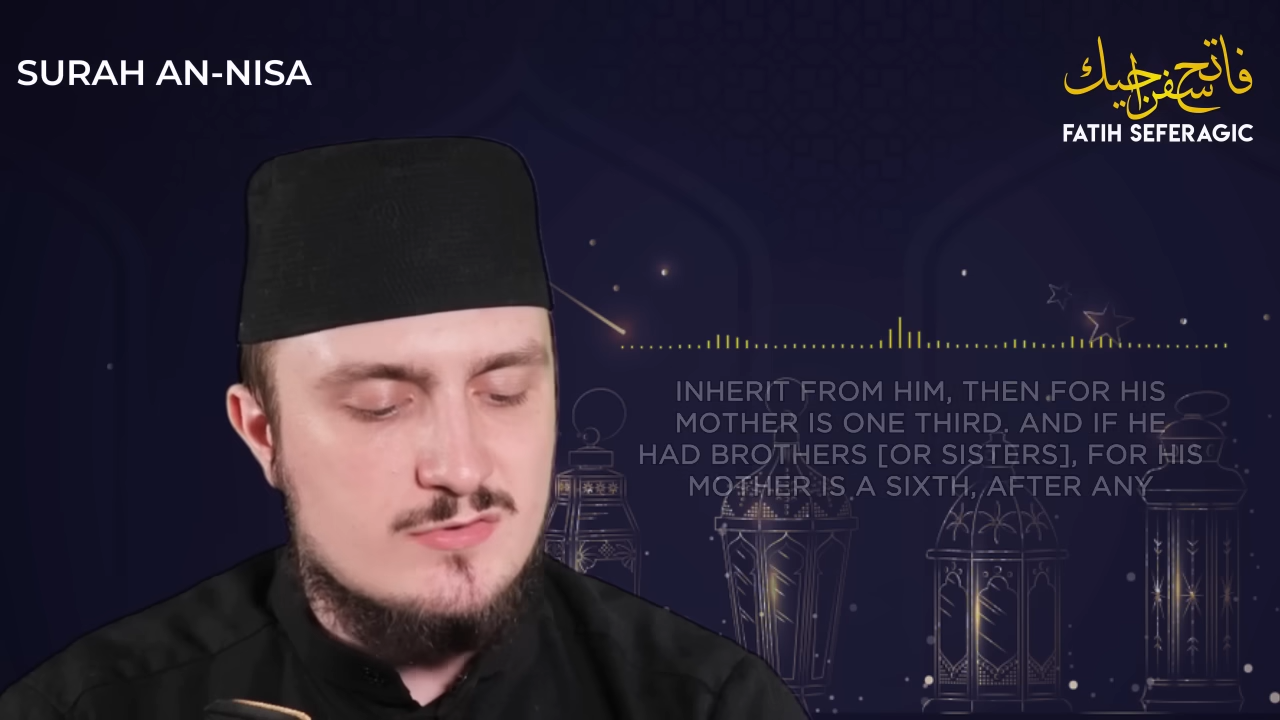 SURAH AN-NISA
فاتح سفراجيك
FATIH SEFERAGIC
INHERIT FROM HIM, THEN FOR HIS
MOTHER IS ONE THIRD. AND IF HE
HAD BROTHERS [OR SISTERS], FOR HIS
MOTHER IS A SIXTH, AFTER ANY